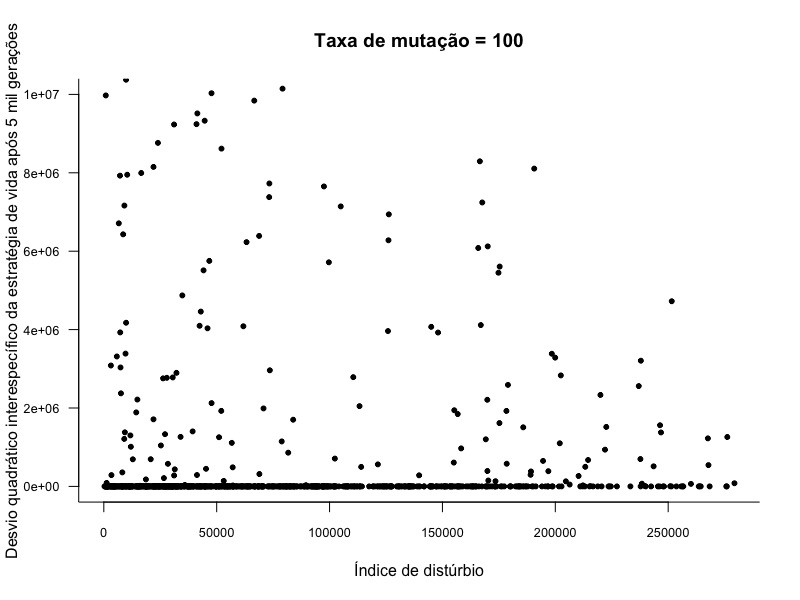 Taxa de mutação = 100
Desvio quadrático interespecífico da estratégia de vida após 5 mil gerações
1e+07
8e+06
6e+06
4e+06
2e+06
0e+00
0 50000 100000 150000 200000 250000
Índice de distúrbio